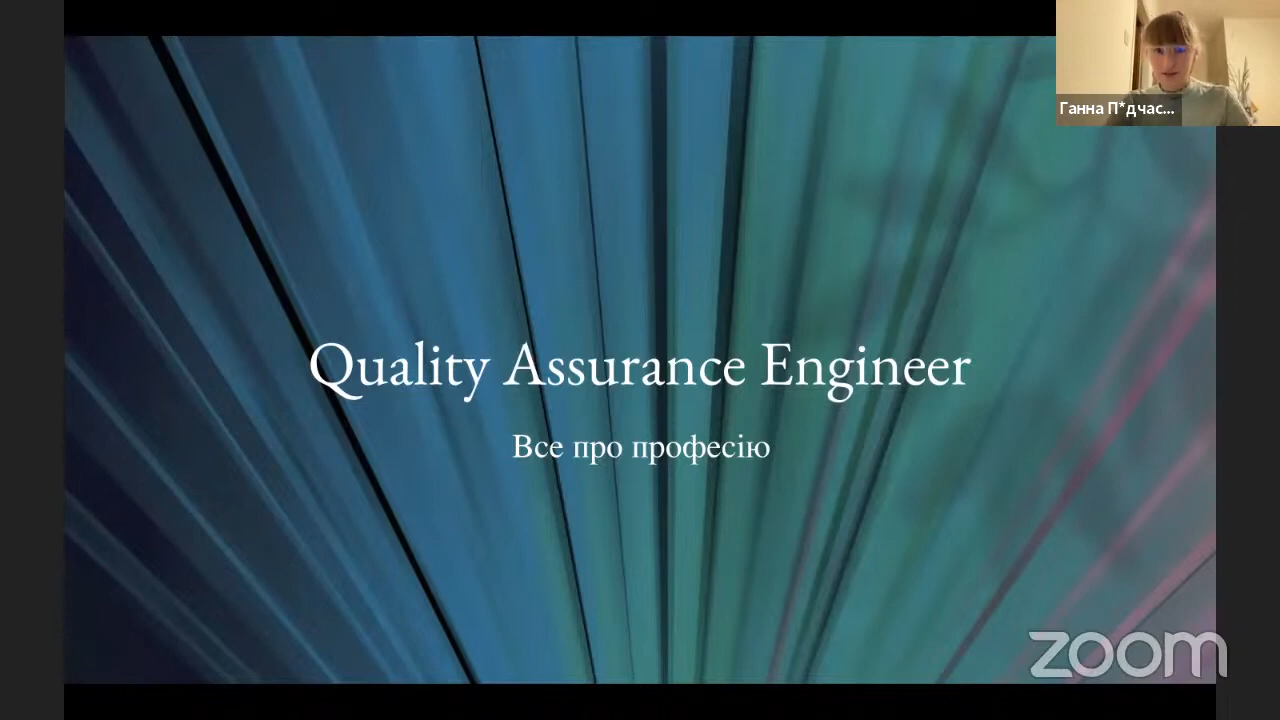 Ганна П*дчас...
Quality Assurance Engineer
Все про професію
zoom